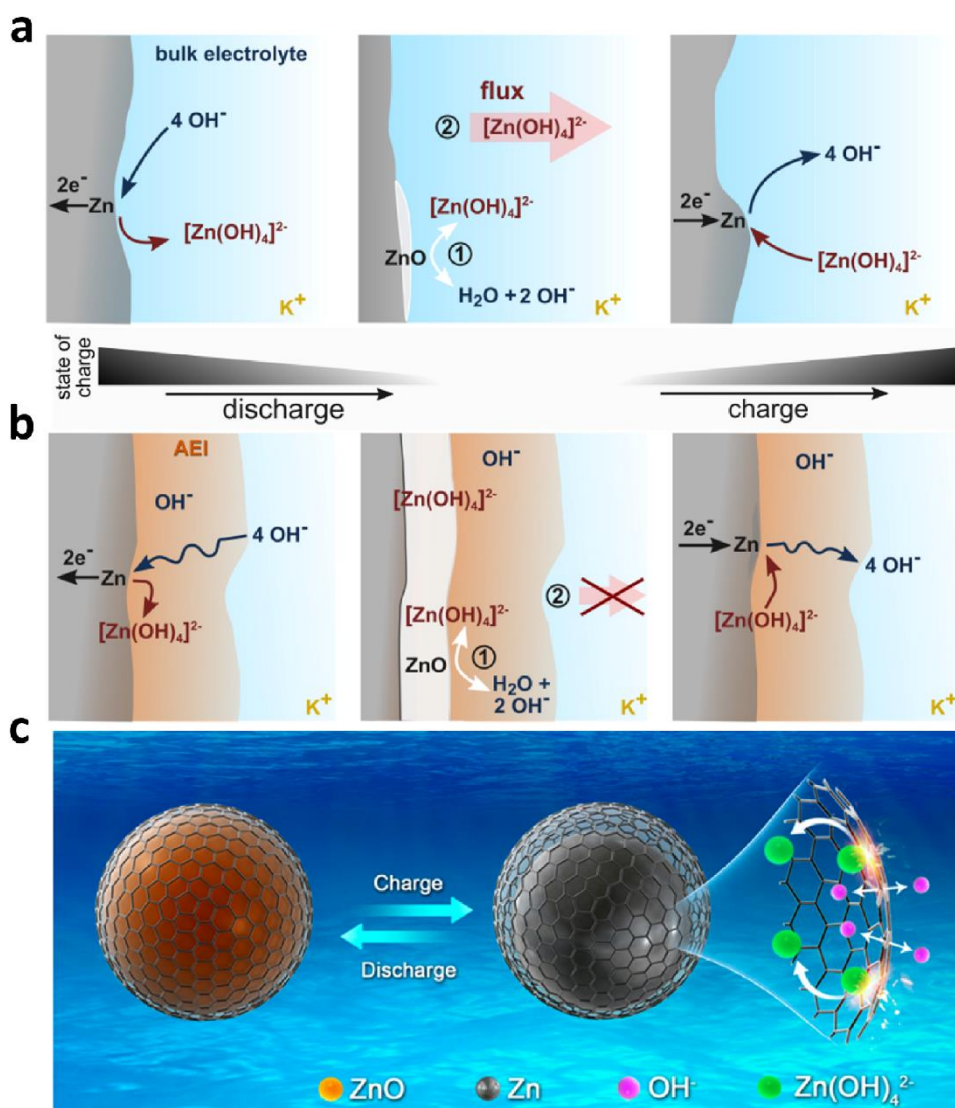 a
bulk electrolyte
4 OH⁻
2e⁻
Zn
[Zn(OH)₄]²⁻
K⁺
flux
② [Zn(OH)₄]²⁻
[Zn(OH)₄]²⁻
ZnO
①
H₂O + 2 OH⁻
K⁺
4 OH⁻
2e⁻
Zn
[Zn(OH)₄]²⁻
K⁺
state of
charge
discharge
charge
b
AEI
OH⁻
4 OH⁻
2e⁻
Zn
[Zn(OH)₄]²⁻
K⁺
OH⁻
[Zn(OH)₄]²⁻
②
[Zn(OH)₄]²⁻
ZnO
①
H₂O +
2 OH⁻
K⁺
OH⁻
2e⁻
Zn
4 OH⁻
[Zn(OH)₄]²⁻
K⁺
c
Charge
Discharge
ZnO
Zn
OH⁻
Zn(OH)₄²⁻